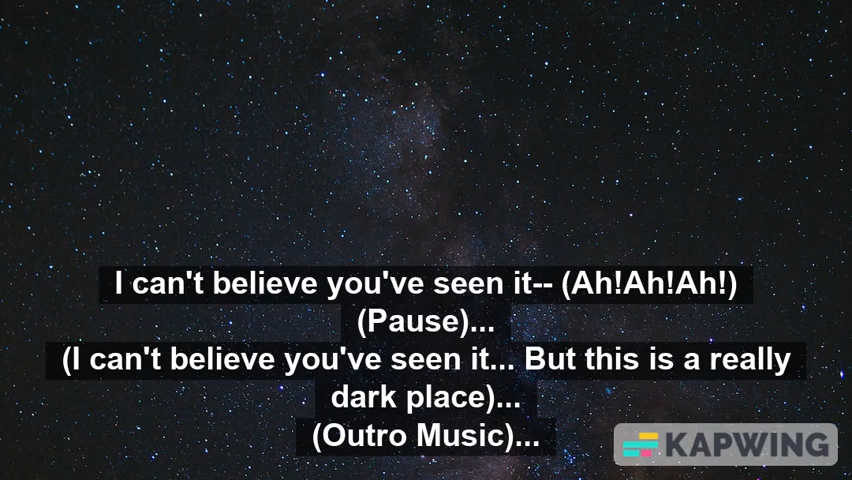 I can't believe you've seen it-- (Ah!Ah!Ah!)
(Pause)...
(I can't believe you've seen it... But this is a really
dark place)...
(Outro Music)...
KAPWING